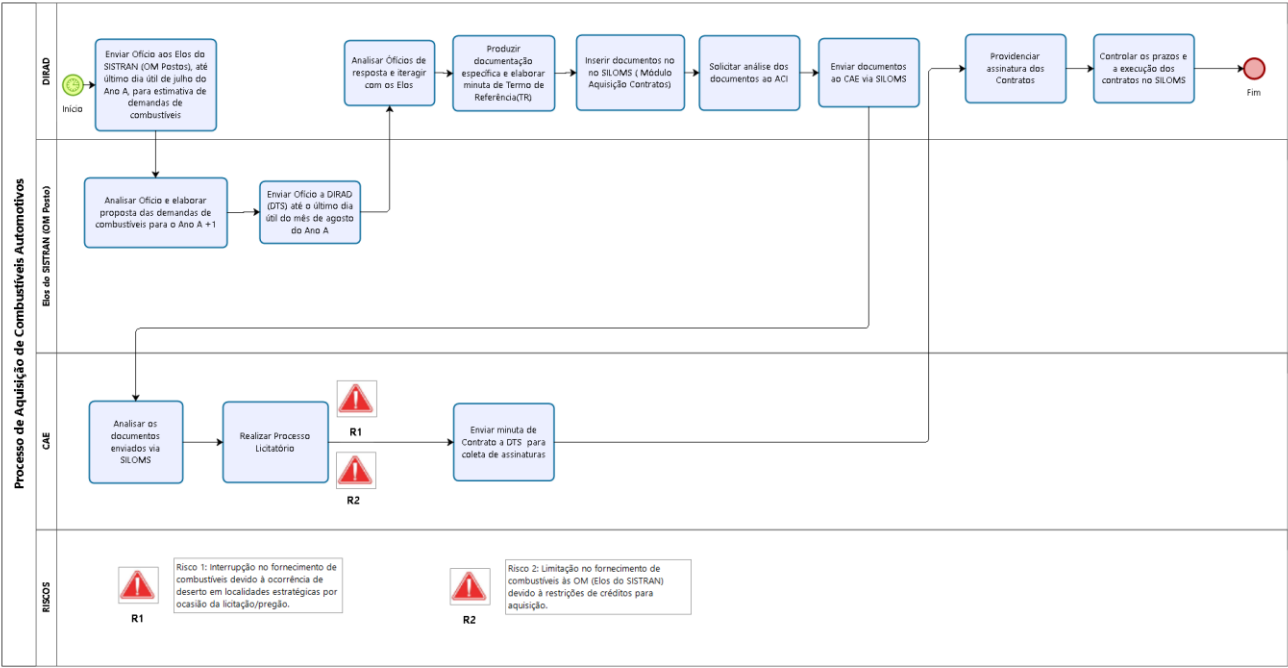 Processo de Aquisição de Combustíveis Automotivos
DIRAD
Início
Enviar Ofício aos Elos do
SISTRAN (OM Postos), até
último dia útil de julho do
Ano A, para estimativa de
demandas de
combustíveis
Analisar Ófícios de
resposta e iteragir
com os Elos
Produzir
documentação
específica e elaborar
minuta de Termo de
Referência(TR)
Inserir documentos no
no SILOMS ( Módulo
Aquisição Contratos)
Solicitar análise dos
documentos ao ACI
Enviar documentos
ao CAE via SILOMS
Providenciar
assinatura dos
Contratos
Controlar os prazos e
a execução dos
contratos no SILOMS
Fim
Elos do SISTRAN (OM Posto)
Analisar Ofício e elaborar
proposta das demandas de
combustíveis para o Ano A +1
Enviar Ofício a DIRAD
(DTS) até o último dia
útil do mês de agosto
do Ano A
CAE
Analisar os
documentos
enviados via
SILOMS
Realizar Processo
Licitatório
R1
R2
Enviar minuta de
Contrato a DTS para
coleta de assinaturas
RISCOS
R1
Risco 1: Interrupção no fornecimento de
combustíveis devido à ocorrência de
deserto em localidades estratégicas por
ocasião da licitação/pregão.
R2
Risco 2: Limitação no fornecimento de
combustíveis às OM (Elos do SISTRAN)
devido à restrições de créditos para
aquisição.